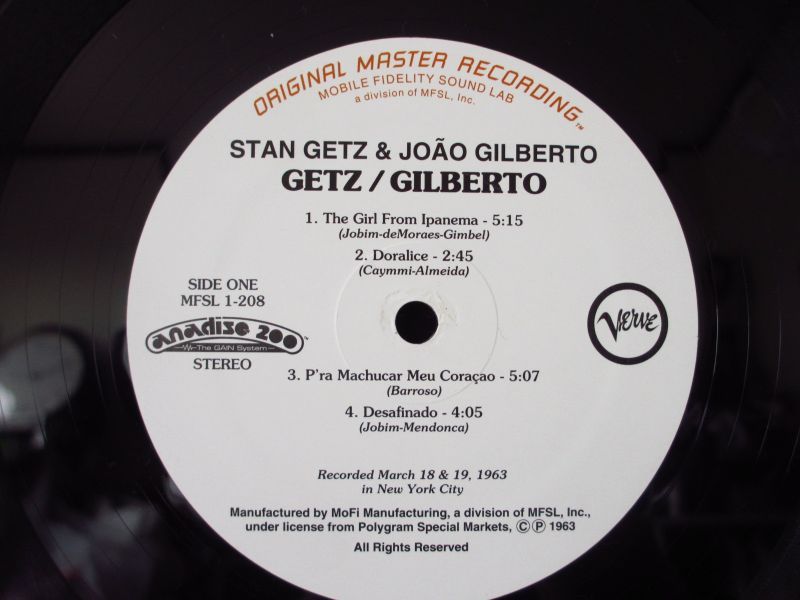 ORIGINAL MASTER RECORDING™
MOBILE FIDELITY SOUND LAB
a division of MFSL, Inc.
STAN GETZ & JOÃO GILBERTO
GETZ / GILBERTO
1. The Girl From Ipanema - 5:15
(Jobim-deMoraes-Gimbel)
2. Doralice - 2:45
(Caymmi-Almeida)
SIDE ONE
MFSL 1-208
anadisc 200™
The GAIN System
STEREO
VERVE
3. P'ra Machucar Meu Coraçao - 5:07
(Barroso)
4. Desafinado - 4:05
(Jobim-Mendonca)
Recorded March 18 & 19, 1963
in New York City
Manufactured by MoFi Manufacturing, a division of MFSL, Inc.,
under license from Polygram Special Markets, ©℗ 1963
All Rights Reserved